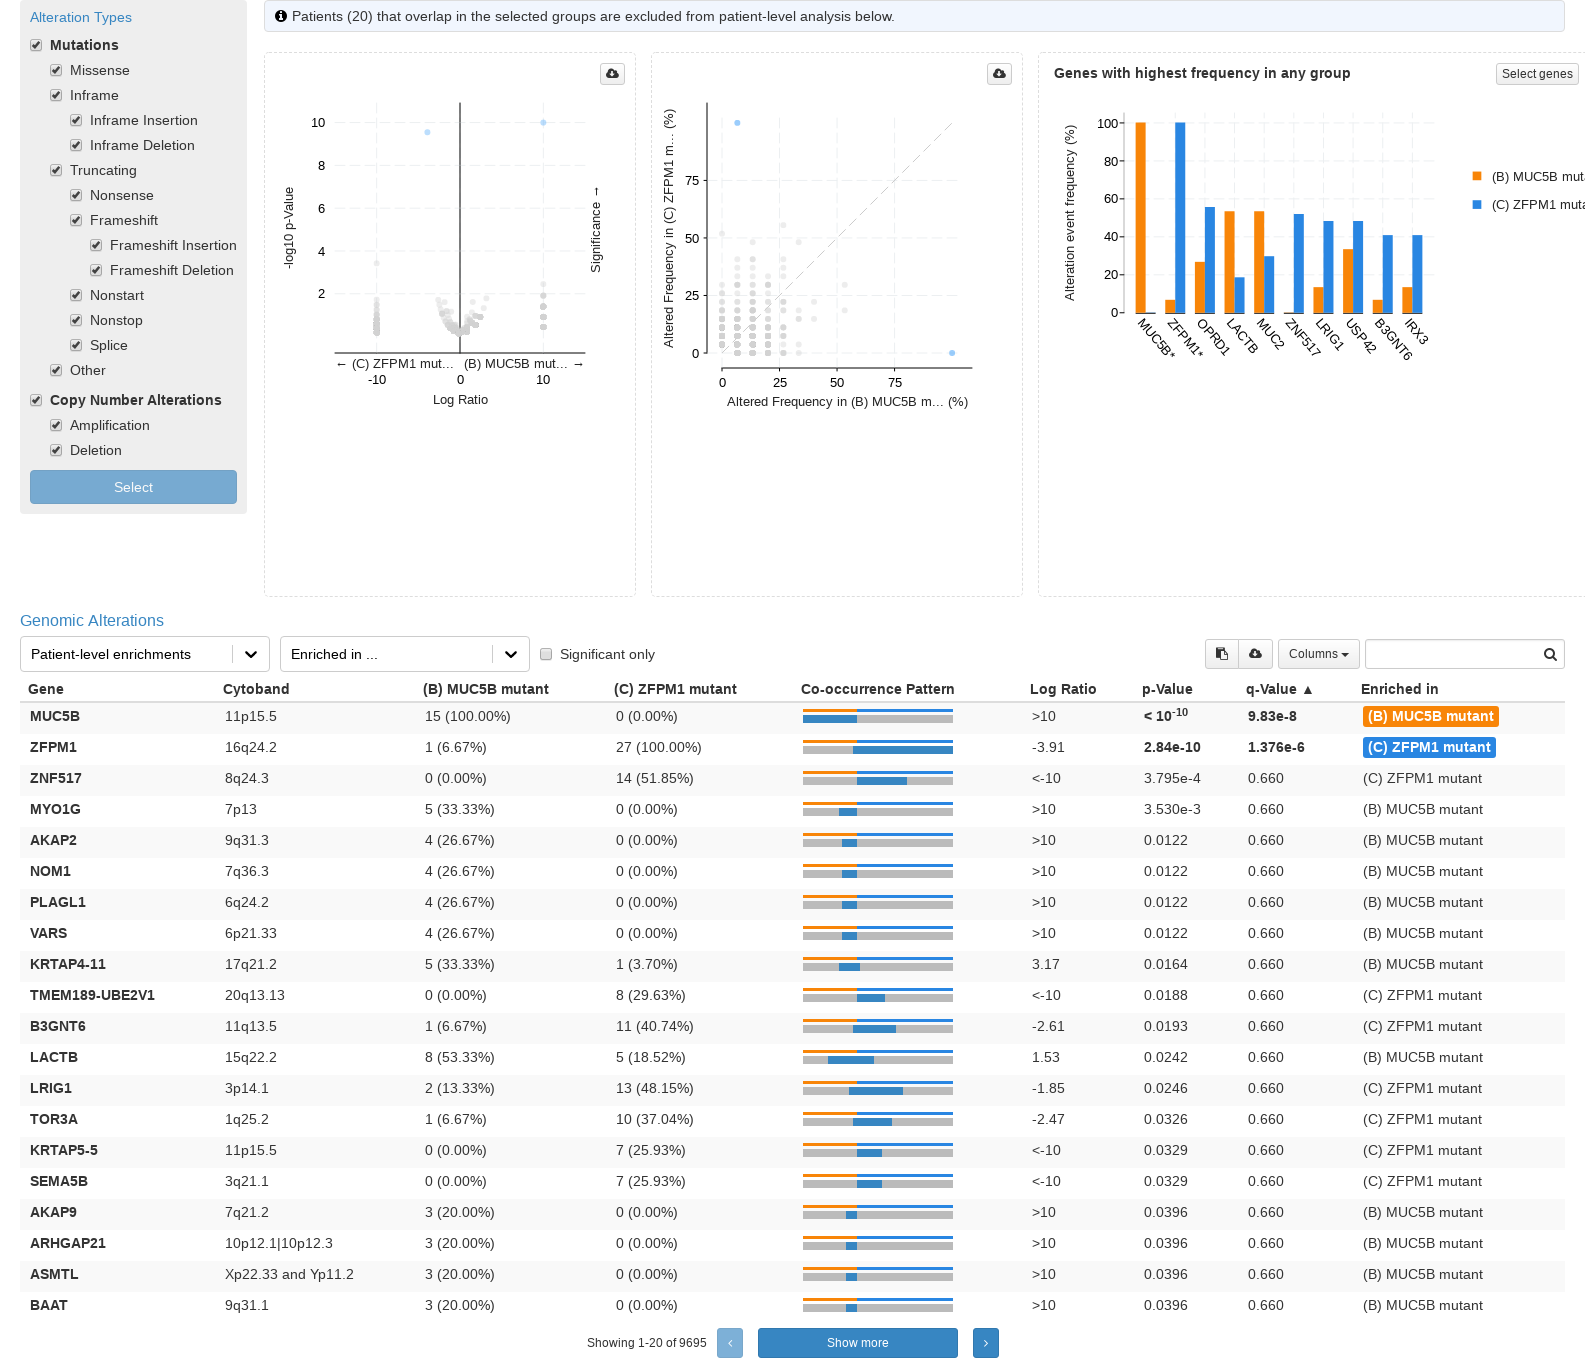 Alteration Types
Mutations
Missense
Inframe
Inframe Insertion
Inframe Deletion
Truncating
Nonsense
Frameshift
Frameshift Insertion
Frameshift Deletion
Nonstart
Nonstop
Splice
Other
Copy Number Alterations
Amplification
Deletion
Select
Patients (20) that overlap in the selected groups are excluded from patient-level analysis below.
10
8
6
4
2
-log10 p-Value
Significance →
← (C) ZFPM1 mut... (B) MUC5B mut... →
-10 0 10
Log Ratio
Altered Frequency in (C) ZFPM1 m... (%)
75
50
25
0
0 25 50 75
Altered Frequency in (B) MUC5B m... (%)
Genes with highest frequency in any group
Select genes
Alteration event frequency (%)
100
80
60
40
20
0
MUC5B* ZFPM1* OPRD1 LACTB MUC2 ZNF517 LRIG1 USP42 B3GNT6 IRX3
(B) MUC5B muta
(C) ZFPM1 muta
Genomic Alterations
Patient-level enrichments Enriched in ... Significant only Columns
Gene Cytoband (B) MUC5B mutant (C) ZFPM1 mutant Co-occurrence Pattern Log Ratio p-Value q-Value ▲ Enriched in
MUC5B 11p15.5 15 (100.00%) 0 (0.00%) >10 < 10⁻¹⁰ 9.83e-8 (B) MUC5B mutant
ZFPM1 16q24.2 1 (6.67%) 27 (100.00%) -3.91 2.84e-10 1.376e-6 (C) ZFPM1 mutant
ZNF517 8q24.3 0 (0.00%) 14 (51.85%) <-10 3.795e-4 0.660 (C) ZFPM1 mutant
MYO1G 7p13 5 (33.33%) 0 (0.00%) >10 3.530e-3 0.660 (B) MUC5B mutant
AKAP2 9q31.3 4 (26.67%) 0 (0.00%) >10 0.0122 0.660 (B) MUC5B mutant
NOM1 7q36.3 4 (26.67%) 0 (0.00%) >10 0.0122 0.660 (B) MUC5B mutant
PLAGL1 6q24.2 4 (26.67%) 0 (0.00%) >10 0.0122 0.660 (B) MUC5B mutant
VARS 6p21.33 4 (26.67%) 0 (0.00%) >10 0.0122 0.660 (B) MUC5B mutant
KRTAP4-11 17q21.2 5 (33.33%) 1 (3.70%) 3.17 0.0164 0.660 (B) MUC5B mutant
TMEM189-UBE2V1 20q13.13 0 (0.00%) 8 (29.63%) <-10 0.0188 0.660 (C) ZFPM1 mutant
B3GNT6 11q13.5 1 (6.67%) 11 (40.74%) -2.61 0.0193 0.660 (C) ZFPM1 mutant
LACTB 15q22.2 8 (53.33%) 5 (18.52%) 1.53 0.0242 0.660 (B) MUC5B mutant
LRIG1 3p14.1 2 (13.33%) 13 (48.15%) -1.85 0.0246 0.660 (C) ZFPM1 mutant
TOR3A 1q25.2 1 (6.67%) 10 (37.04%) -2.47 0.0326 0.660 (C) ZFPM1 mutant
KRTAP5-5 11p15.5 0 (0.00%) 7 (25.93%) <-10 0.0329 0.660 (C) ZFPM1 mutant
SEMA5B 3q21.1 0 (0.00%) 7 (25.93%) <-10 0.0329 0.660 (C) ZFPM1 mutant
AKAP9 7q21.2 3 (20.00%) 0 (0.00%) >10 0.0396 0.660 (B) MUC5B mutant
ARHGAP21 10p12.1|10p12.3 3 (20.00%) 0 (0.00%) >10 0.0396 0.660 (B) MUC5B mutant
ASMTL Xp22.33 and Yp11.2 3 (20.00%) 0 (0.00%) >10 0.0396 0.660 (B) MUC5B mutant
BAAT 9q31.1 3 (20.00%) 0 (0.00%) >10 0.0396 0.660 (B) MUC5B mutant
Showing 1-20 of 9695 ‹ Show more ›